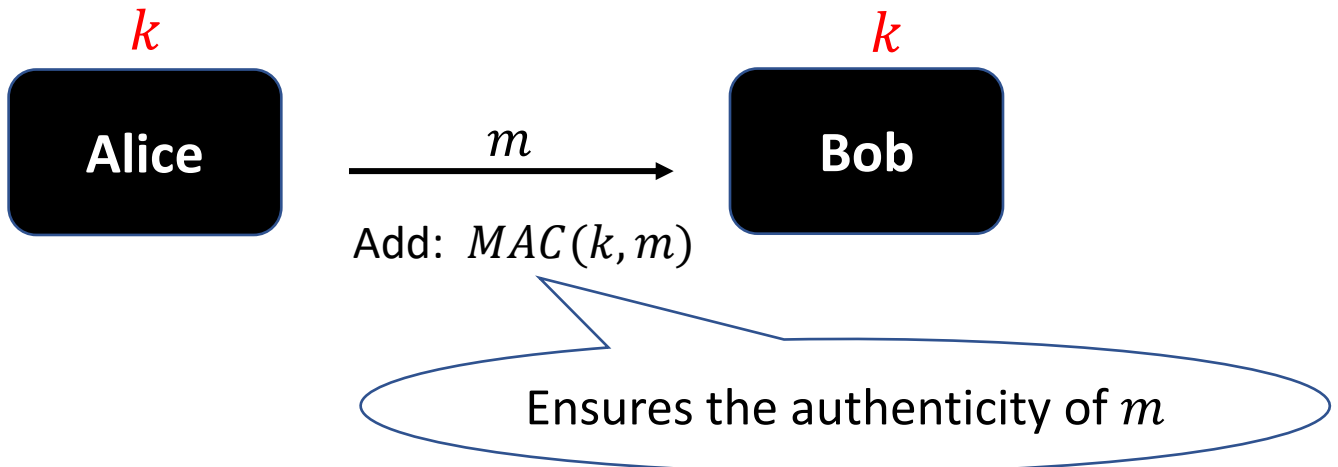 k
k
Alice
m
Bob
Add: MAC(k, m)
Ensures the authenticity of m